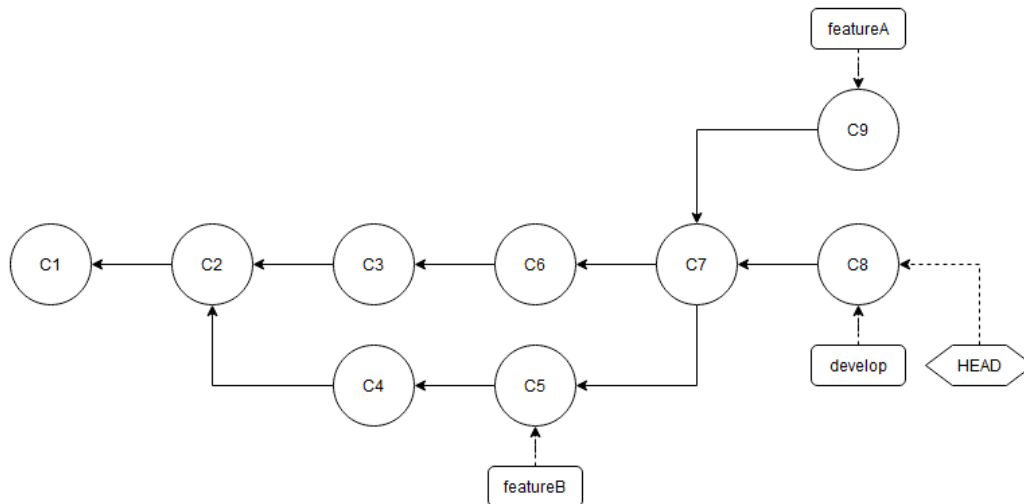 featureA
C9
C1
C2
C3
C6
C7
C8
develop
HEAD
C4
C5
featureB